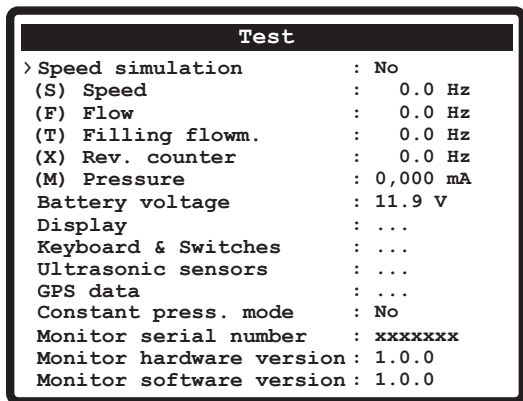 Test
> Speed simulation : No
(S) Speed : 0.0 Hz
(F) Flow : 0.0 Hz
(T) Filling flowm. : 0.0 Hz
(X) Rev. counter : 0.0 Hz
(M) Pressure : 0,000 mA
Battery voltage : 11.9 V
Display : ...
Keyboard & Switches : ...
Ultrasonic sensors : ...
GPS data : ...
Constant press. mode : No
Monitor serial number : xxxxxxx
Monitor hardware version : 1.0.0
Monitor software version : 1.0.0